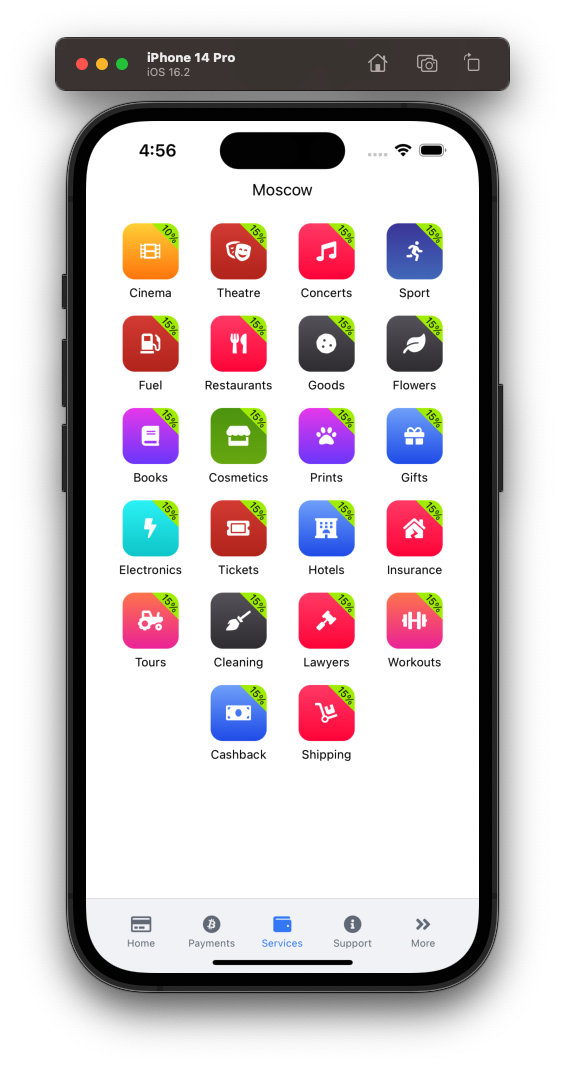 iPhone 14 Pro
iOS 16.2
4:56
Moscow
10% 15% 15% 15%
Cinema Theatre Concerts Sport
15% 15% 15% 15%
Fuel Restaurants Goods Flowers
15% 15% 15% 15%
Books Cosmetics Prints Gifts
15% 15% 15% 15%
Electronics Tickets Hotels Insurance
15% 15% 15% 15%
Tours Cleaning Lawyers Workouts
15% 15%
Cashback Shipping
Home Payments Services Support More